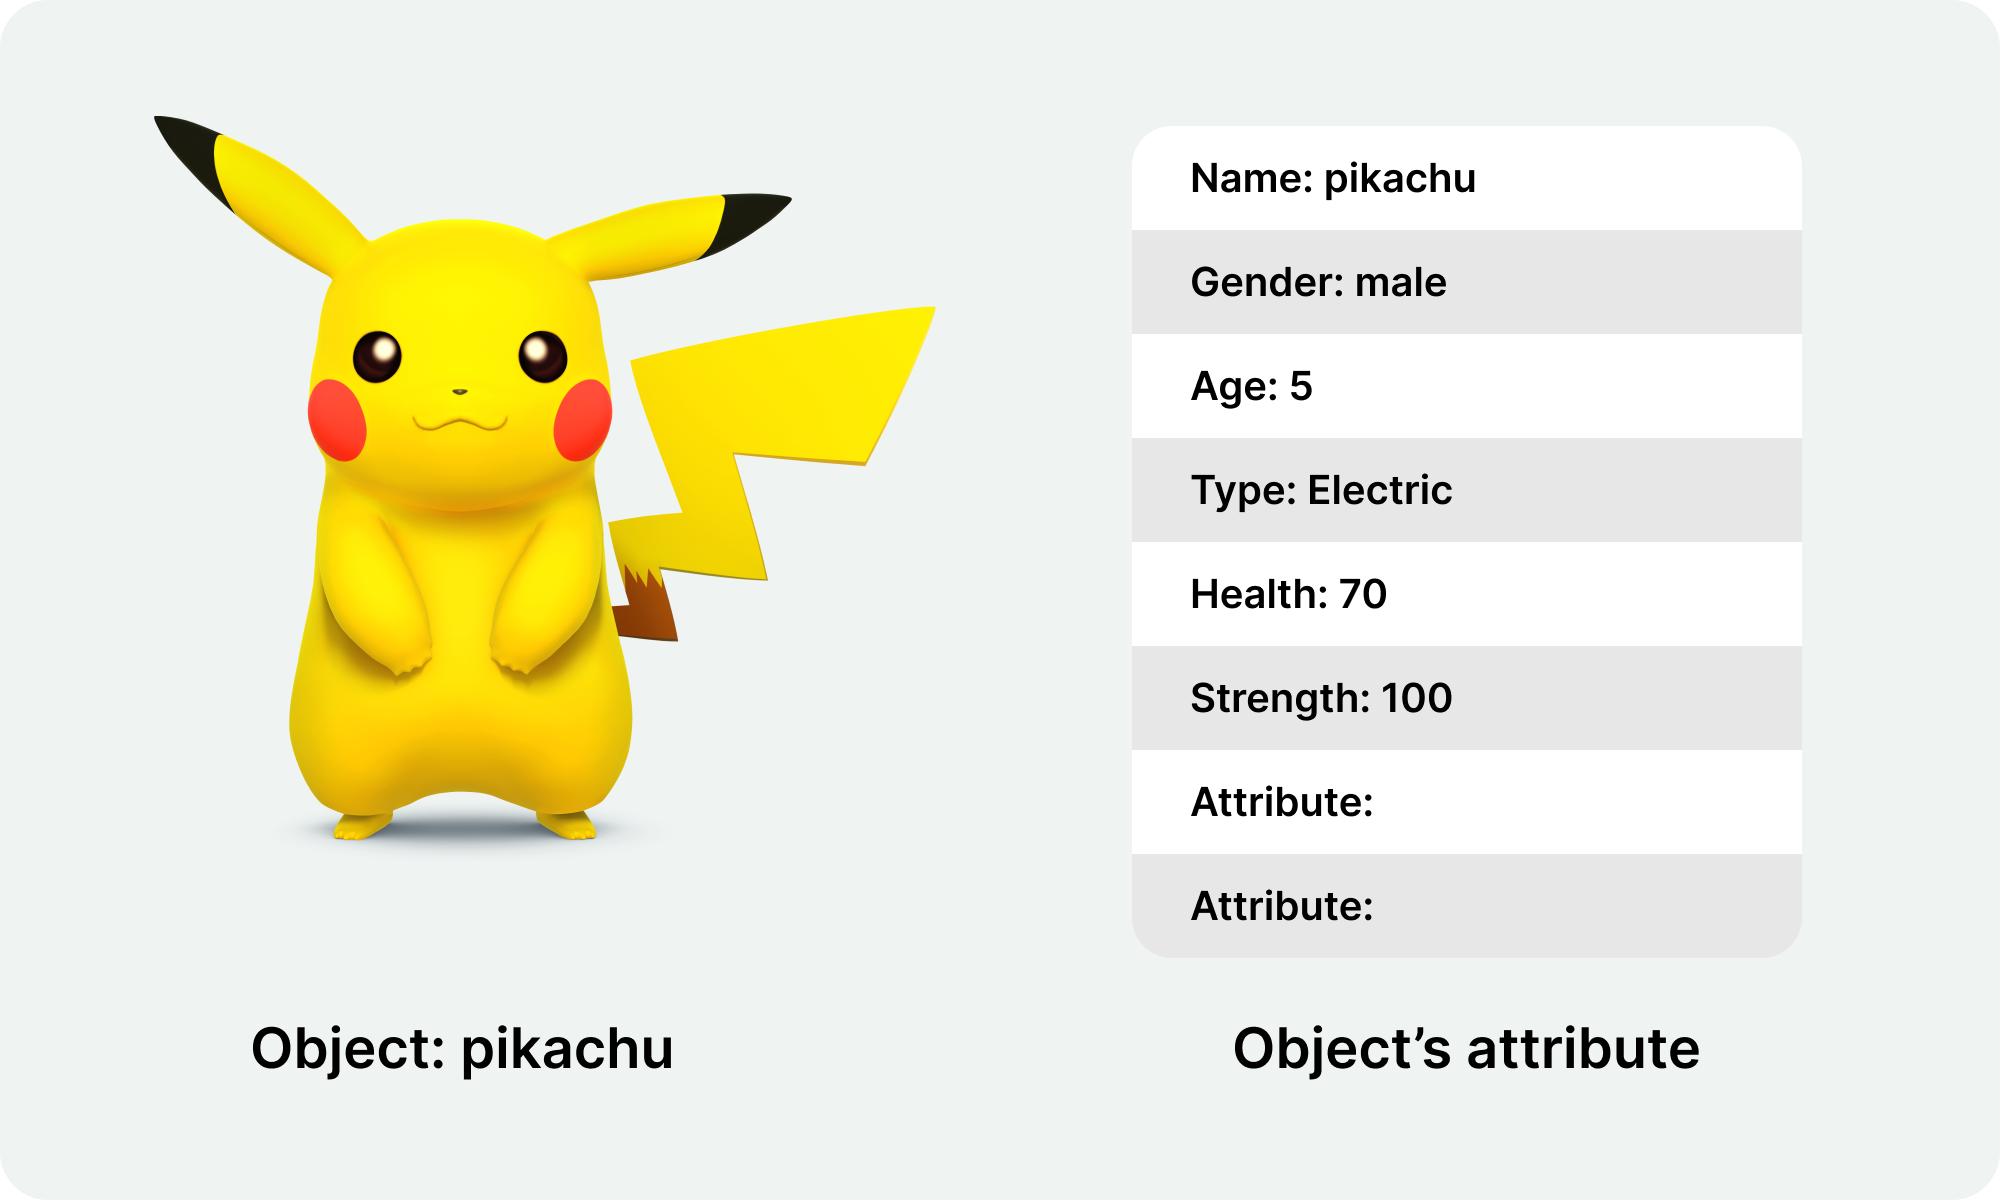 Name: pikachu
Gender: male
Age: 5
Type: Electric
Health: 70
Strength: 100
Attribute:
Attribute:
Object: pikachu
Object’s attribute